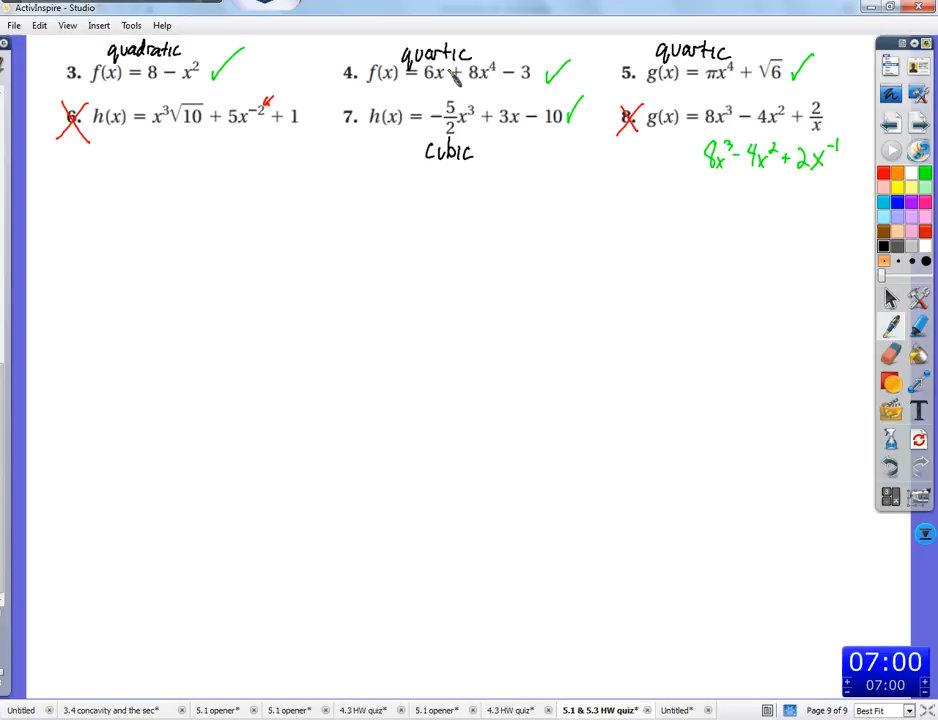 ActivInspire - Studio
File Edit View Insert Tools Help
quadratic quartic quartic
3. f(x) = 8 − x² ✓ 4. f(x) = 6x + 8x⁴ − 3 ✓ 5. g(x) = πx⁴ + √6 ✓
6. h(x) = x³√10 + 5x⁻² + 1 7. h(x) = −5/2x³ + 3x − 10 ✓ 8. g(x) = 8x³ − 4x² + 2/x
cubic 8x³ - 4x² + 2x⁻¹
07:00
07:00
Untitled 3.4 concavity and the sec* 5.1 opener* 5.1 opener* 4.3 HW quiz* 5.1 opener* 4.3 HW quiz* 5.1 & 5.3 HW quiz* Untitled* Page 9 of 9 Best Fit